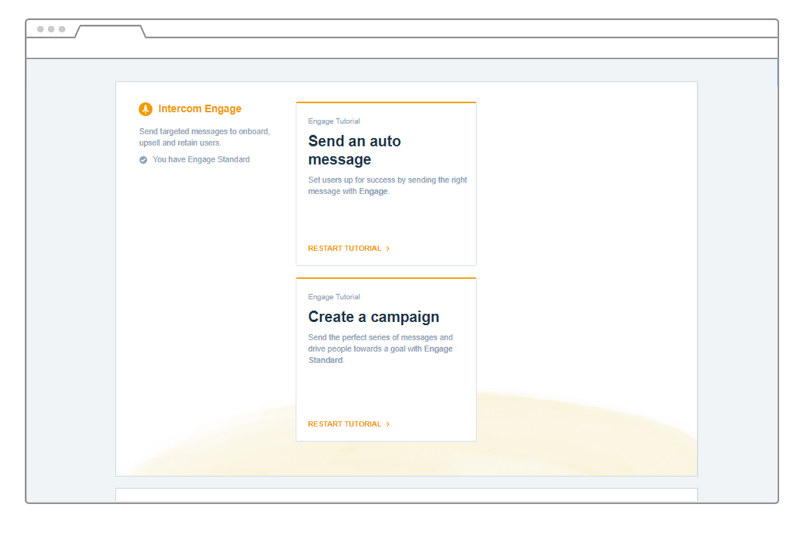 Intercom Engage
Send targeted messages to onboard,
upsell and retain users.
You have Engage Standard
Engage Tutorial
Send an auto
message
Set users up for success by sending the right
message with Engage.
RESTART TUTORIAL
Engage Tutorial
Create a campaign
Send the perfect series of messages and
drive people towards a goal with Engage
Standard.
RESTART TUTORIAL